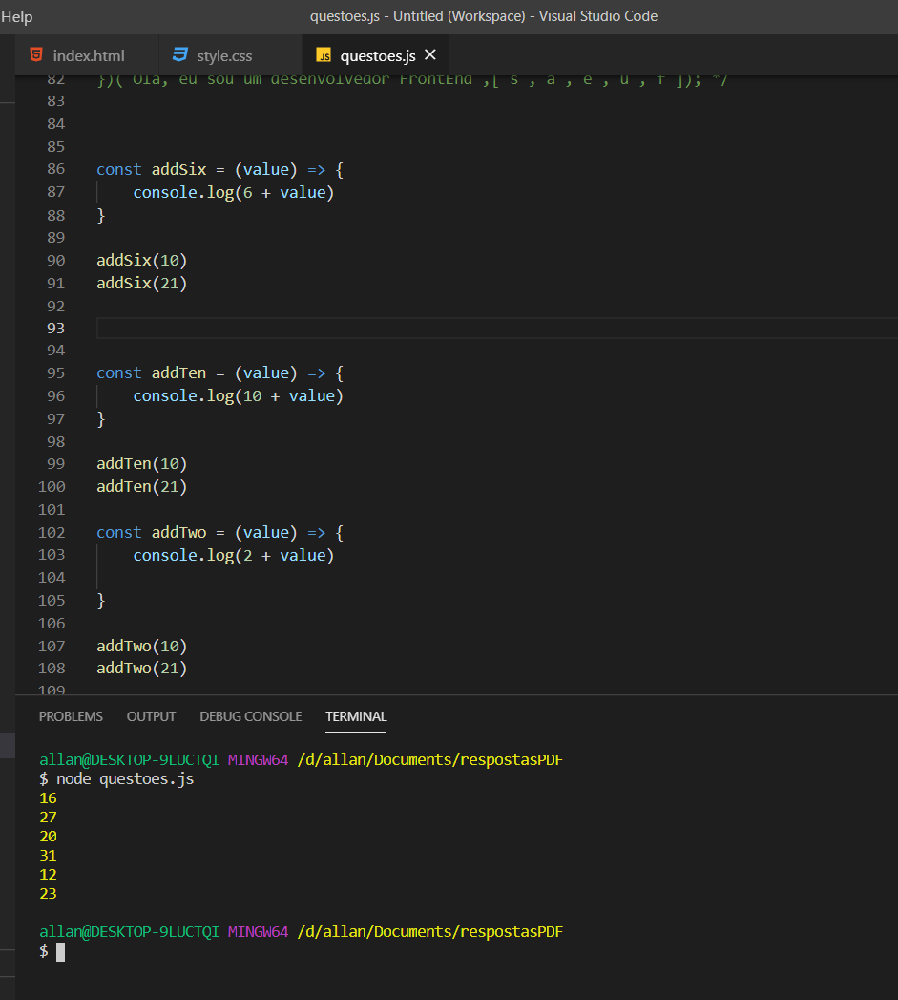 Help
questoes.js - Untitled (Workspace) - Visual Studio Code
index.html
style.css
questoes.js
82 })('Olá, eu sou um desenvolvedor FrontEnd',['s','a','e','u','f']); */
83
84
85
86 const addSix = (value) => {
87 console.log(6 + value)
88 }
89
90 addSix(10)
91 addSix(21)
92
93
94
95 const addTen = (value) => {
96 console.log(10 + value)
97 }
98
99 addTen(10)
100 addTen(21)
101
102 const addTwo = (value) => {
103 console.log(2 + value)
104
105 }
106
107 addTwo(10)
108 addTwo(21)
109
PROBLEMS OUTPUT DEBUG CONSOLE TERMINAL
allan@DESKTOP-9LUCTQI MINGW64 /d/allan/Documents/respostasPDF
$ node questoes.js
16
27
20
31
12
23
allan@DESKTOP-9LUCTQI MINGW64 /d/allan/Documents/respostasPDF
$